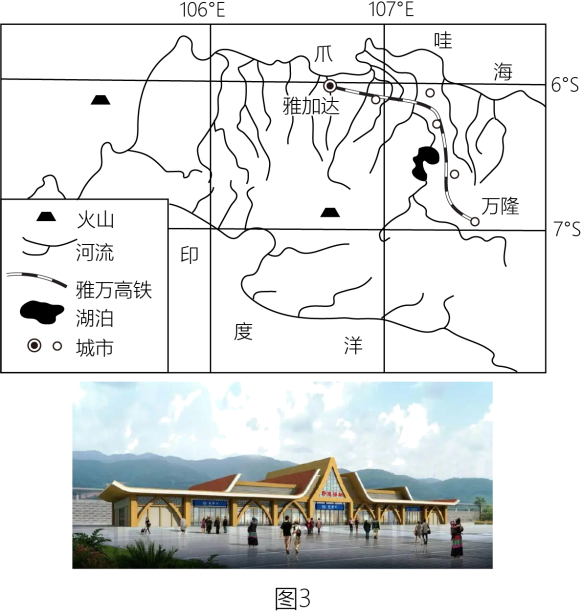 106°E 107°E
爪 哇 海
6°S
雅加达
万隆
7°S
印 度 洋
火山
河流
雅万高铁
湖泊
城市
图3